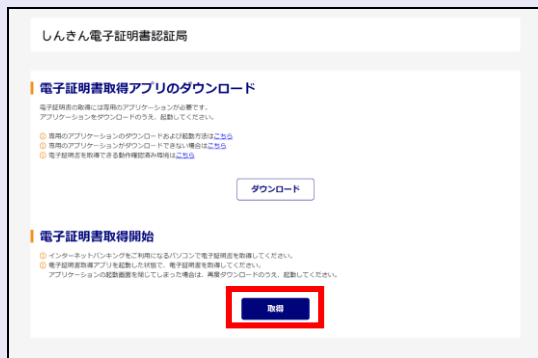 しんきん電子証明書認証局
電子証明書取得アプリのダウンロード
電子証明書の取得には専用のアプリケーションが必要です。
アプリケーションをダウンロードのうえ、起動してください。
専用のアプリケーションのダウンロードおよび起動方法はこちら
専用のアプリケーションがダウンロードできない場合はこちら
電子証明書を取得できる動作確認済み環境はこちら
ダウンロード
電子証明書取得開始
インターネットバンキングをご利用になるパソコンで電子証明書を取得してください。
電子証明書取得アプリを起動した状態で、電子証明書を取得してください。
アプリケーションの起動画面を閉じてしまった場合は、再度ダウンロードのうえ、起動してください。
取得